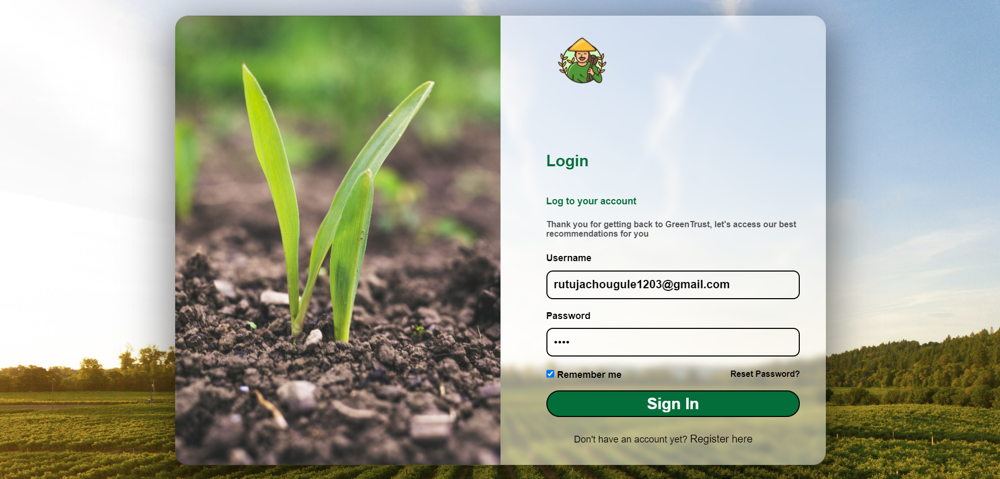 Login
Log to your account
Thank you for getting back to GreenTrust, let's access our best
recommendations for you
Username
rutujachougule1203@gmail.com
Password
••••
Remember me
Reset Password?
Sign In
Don't have an account yet? Register here